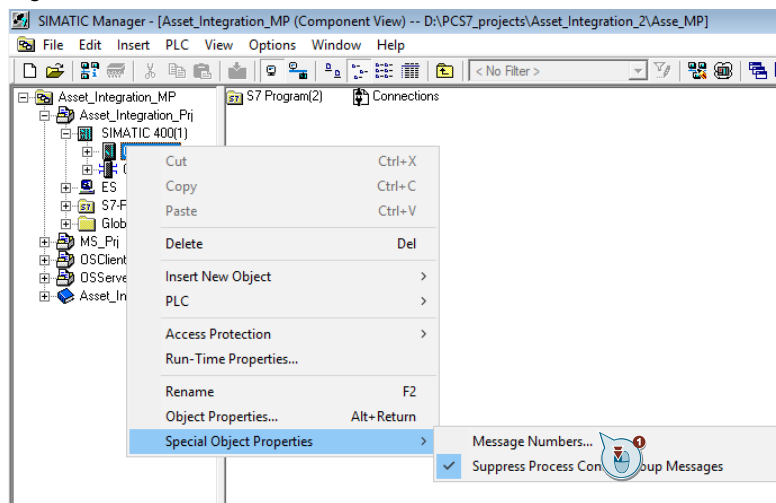 SIMATIC Manager - [Asset_Integration_MP (Component View) -- D:\PCS7_projects\Asset_Integration_2\Asse_MP]
File Edit Insert PLC View Options Window Help
< No Filter >
Asset_Integration_MP
S7 Program(2)
Connections
Asset_Integration_Prj
SIMATIC 400(1)
ES
S7-F
Glob
MS_Prj
OSClient
OSServe
Asset_In
Cut Ctrl+X
Copy Ctrl+C
Paste Ctrl+V
Delete Del
Insert New Object
PLC
Access Protection
Run-Time Properties...
Rename F2
Object Properties... Alt+Return
Special Object Properties
Message Numbers...
1
Suppress Process Con oup Messages